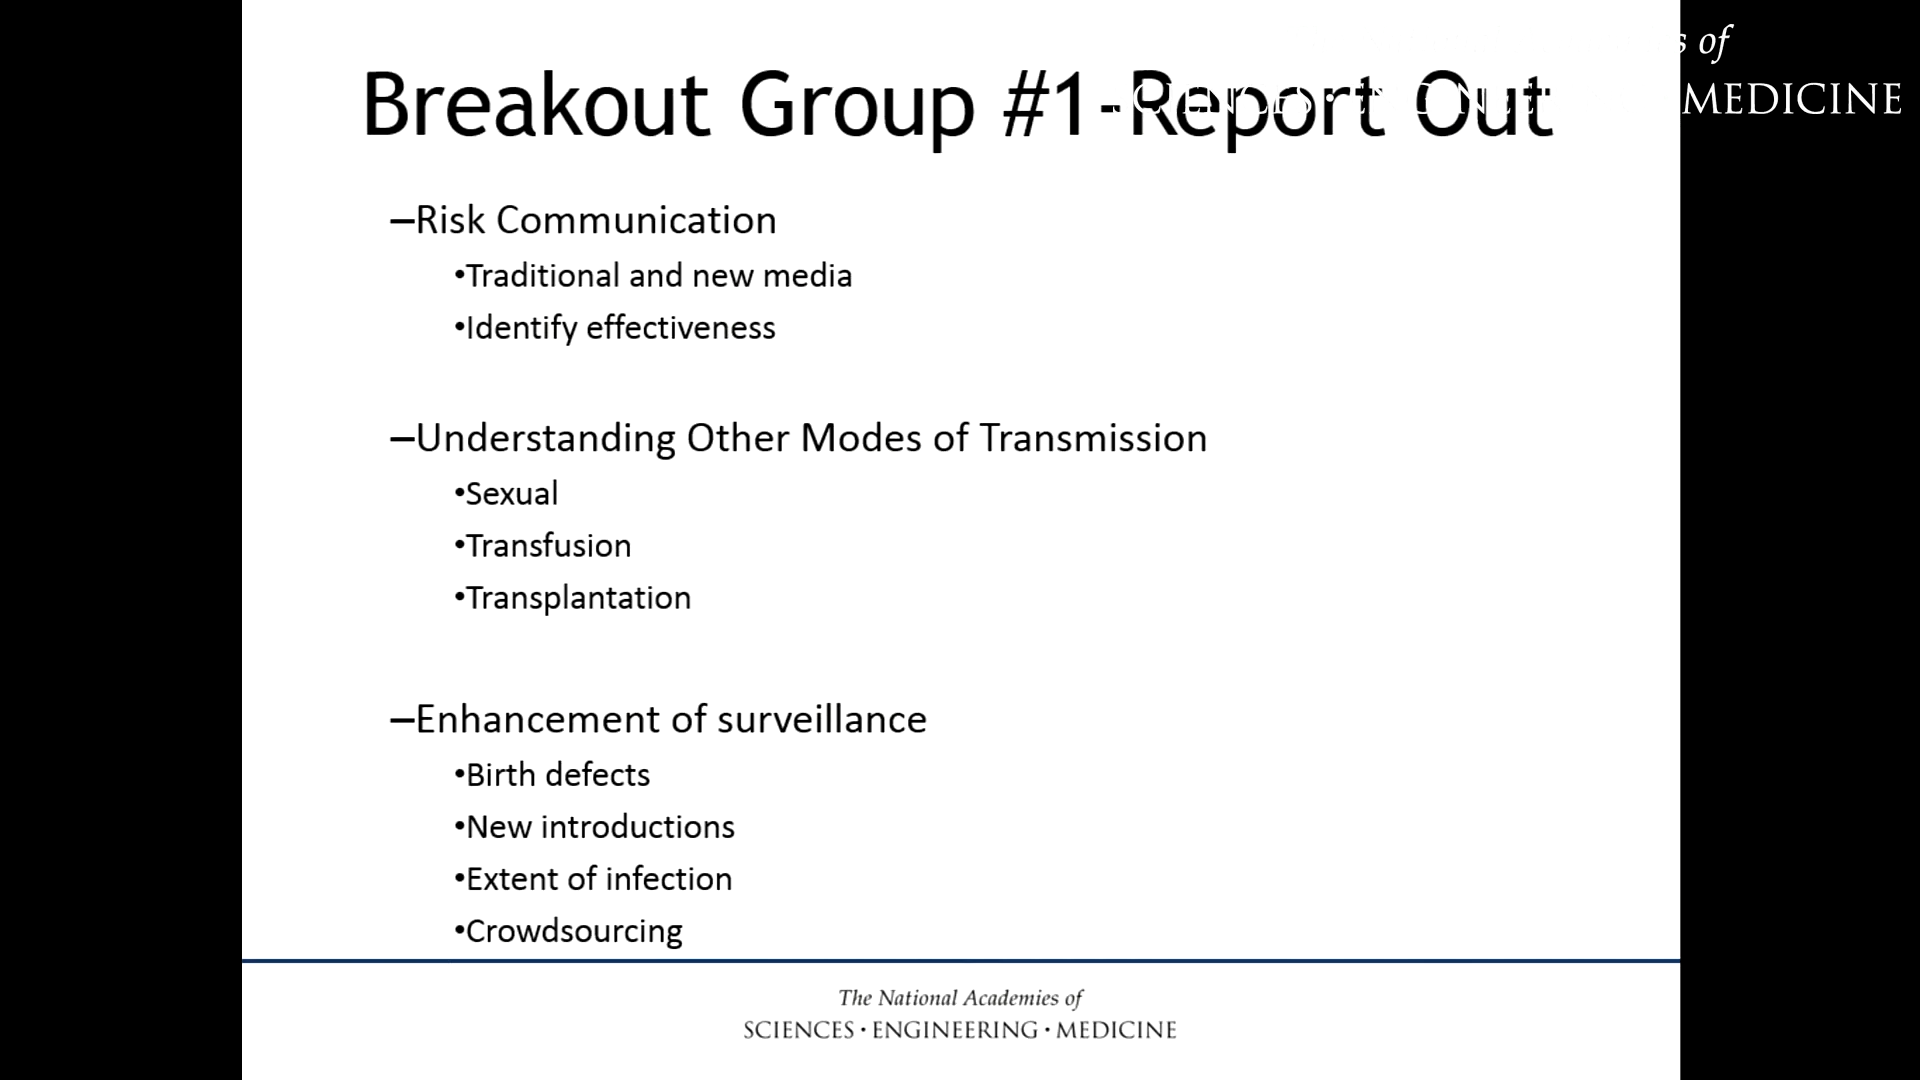 s of
MEDICINE
Breakout Group #1-Report Out
–Risk Communication
•Traditional and new media
•Identify effectiveness
–Understanding Other Modes of Transmission
•Sexual
•Transfusion
•Transplantation
–Enhancement of surveillance
•Birth defects
•New introductions
•Extent of infection
•Crowdsourcing
The National Academies of
SCIENCES · ENGINEERING · MEDICINE